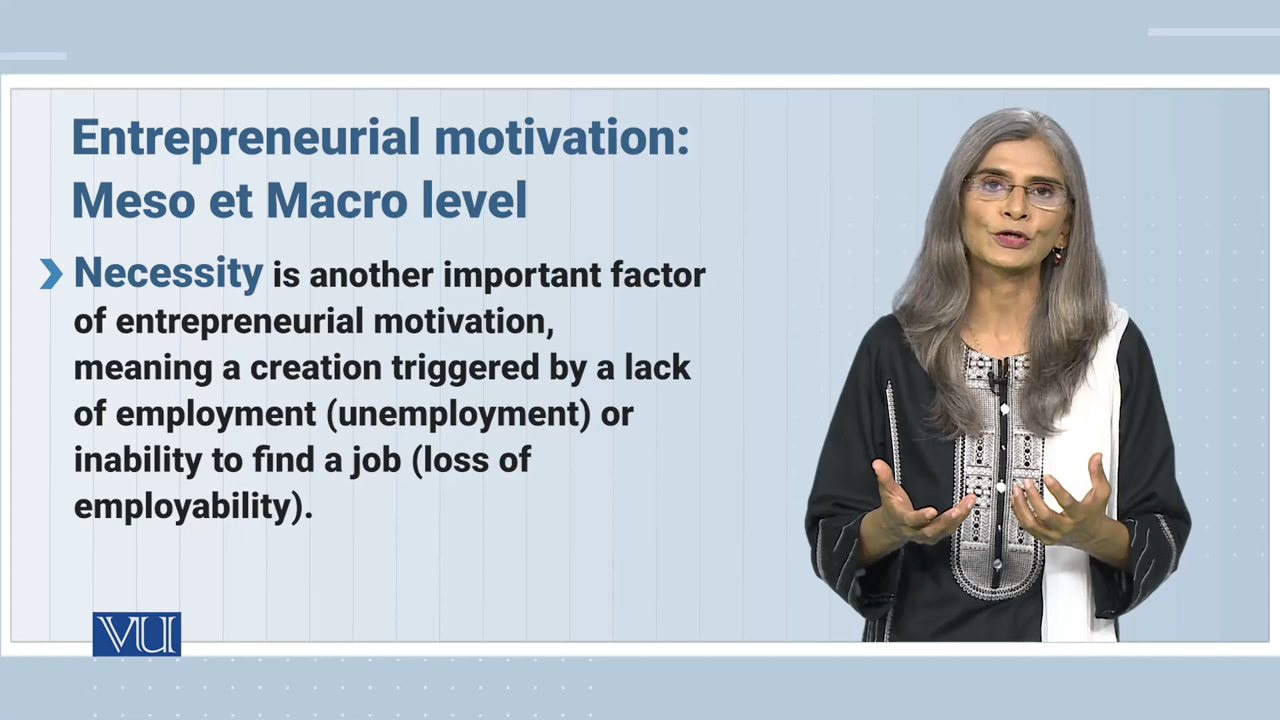 Entrepreneurial motivation:
Meso et Macro level
Necessity is another important factor
of entrepreneurial motivation,
meaning a creation triggered by a lack
of employment (unemployment) or
inability to find a job (loss of
employability).
VU